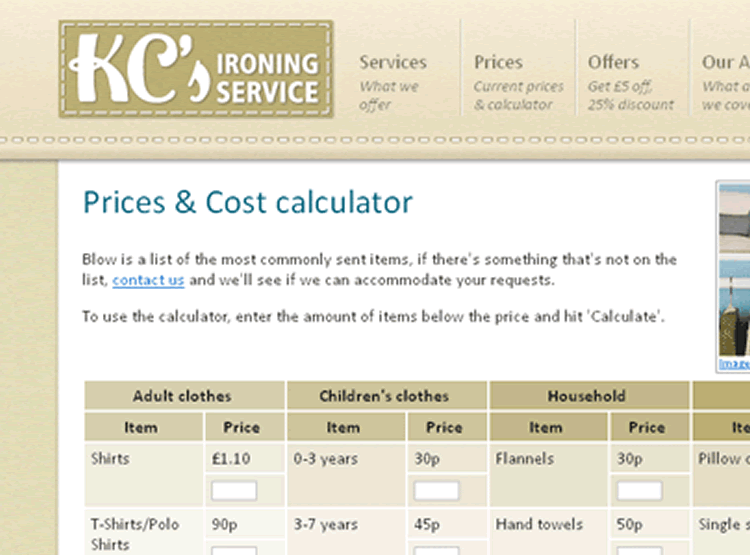 KC's IRONING SERVICE
Services
What we
offer
Prices
Current prices
& calculator
Offers
Get £5 off,
25% discount
Our A
What a
we cov
Prices & Cost calculator
Blow is a list of the most commonly sent items, if there's something that's not on the
list, contact us and we'll see if we can accommodate your requests.
To use the calculator, enter the amount of items below the price and hit 'Calculate'.
Adult clothes Children's clothes Household
Item Price Item Price Item Price Ite
Shirts £1.10 0-3 years 30p Flannels 30p Pillow c
T-Shirts/Polo 90p 3-7 years 45p Hand towels 50p Single s
Shirts